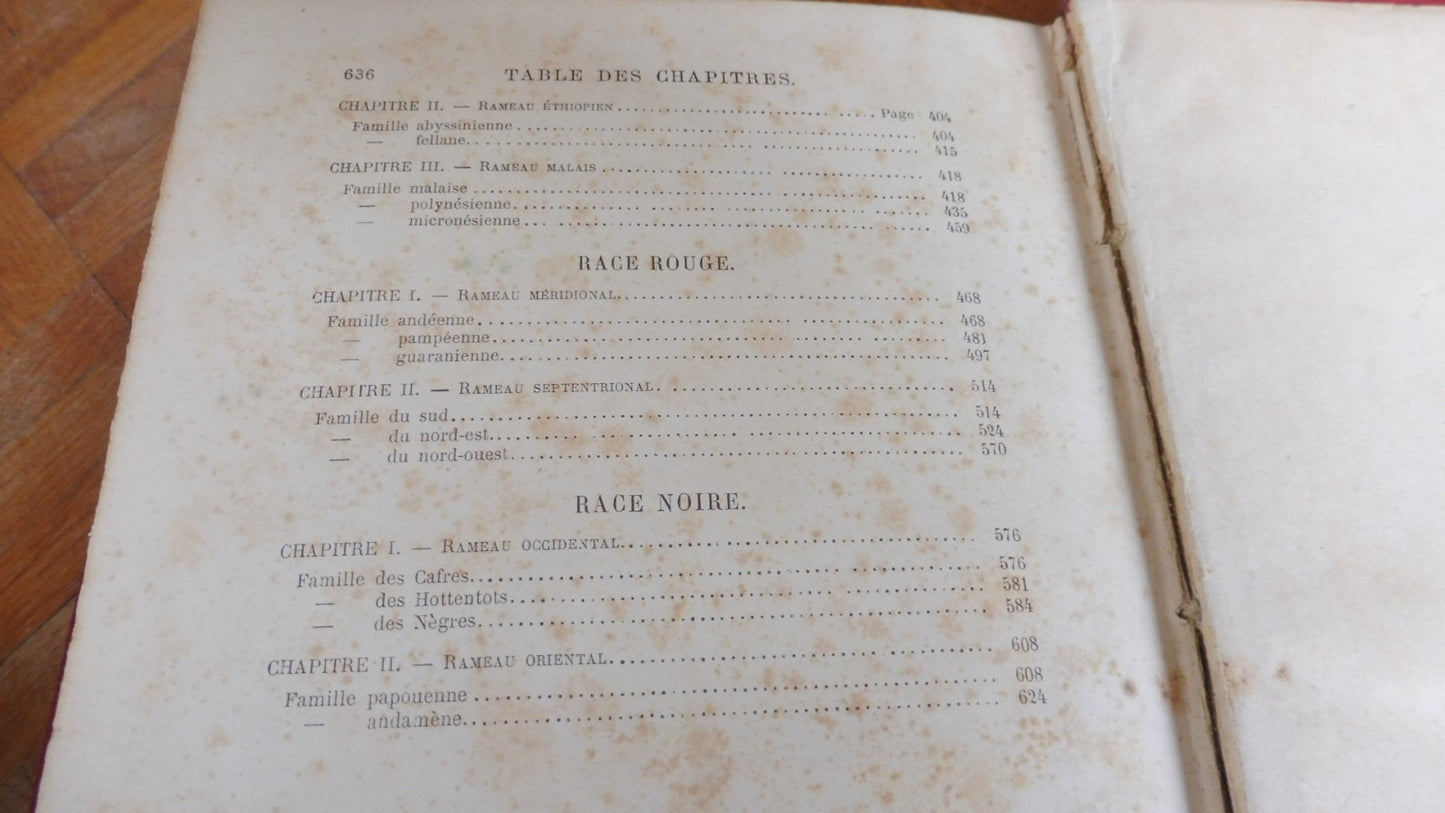 636 TABLE DES CHAPITRES.
CHAPITRE II. — RAMEAU ÉTHIOPIEN .......... Page 404
Famille abyssinienne .......... 404
— fellane .......... 415
CHAPITRE III. — RAMEAU MALAIS .......... 418
Famille malaise .......... 418
— polynésienne .......... 435
— micronésienne .......... 459
RACE ROUGE.
CHAPITRE I. — RAMEAU MÉRIDIONAL .......... 468
Famille andéenne .......... 468
— pampéenne .......... 481
— guaranienne .......... 497
CHAPITRE II. — RAMEAU SEPTENTRIONAL .......... 514
Famille du sud .......... 514
— du nord-est .......... 524
— du nord-ouest .......... 570
RACE NOIRE.
CHAPITRE I. — RAMEAU OCCIDENTAL .......... 576
Famille des Cafres .......... 576
— des Hottentots .......... 581
— des Nègres .......... 584
CHAPITRE II. — RAMEAU ORIENTAL .......... 608
Famille papouenne .......... 608
— andamène .......... 624